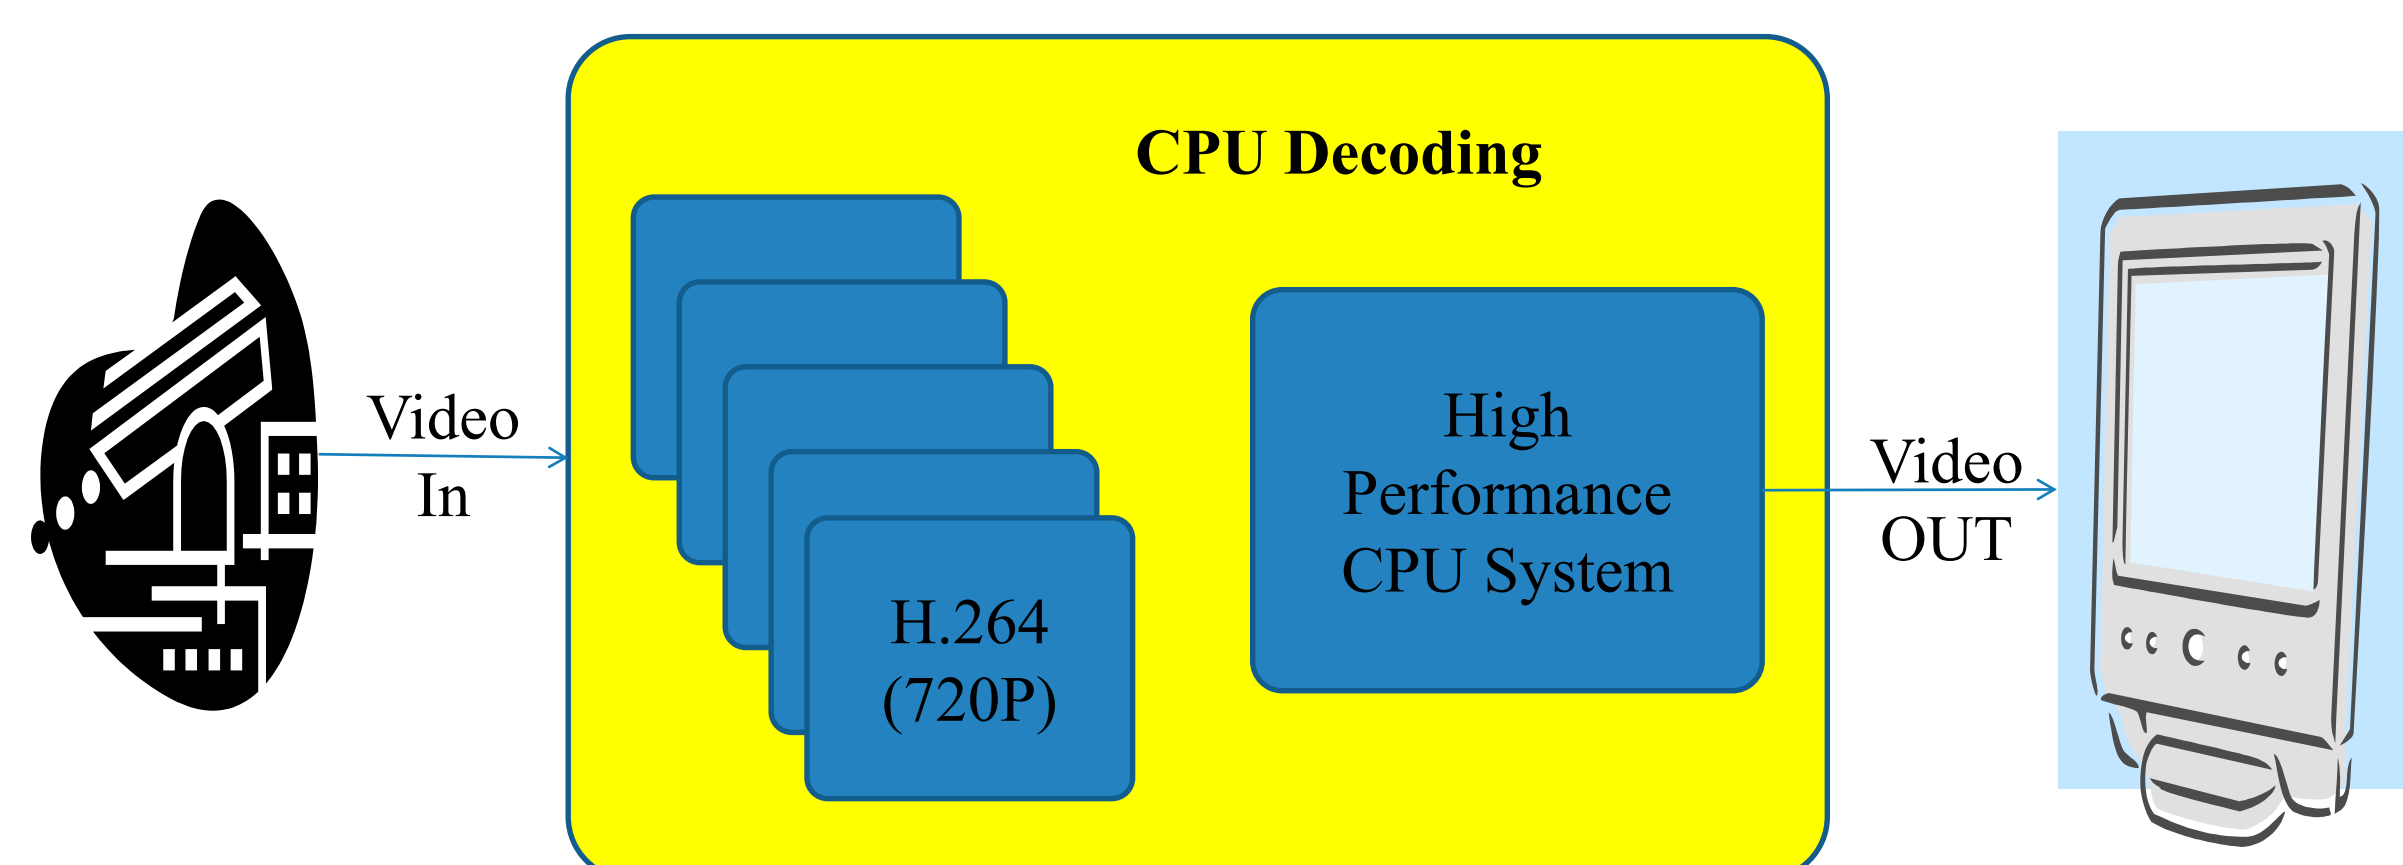 CPU Decoding
Video
In
H.264
(720P)
High
Performance
CPU System
Video
OUT